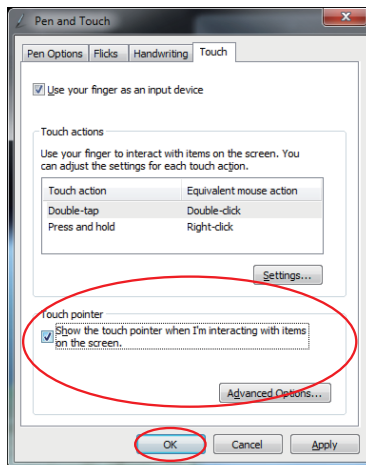 Pen and Touch
Pen Options Flicks Handwriting Touch
Use your finger as an input device
Touch actions
Use your finger to interact with items on the screen. You
can adjust the settings for each touch action.
Touch action Equivalent mouse action
Double-tap Double-click
Press and hold Right-click
Settings...
Touch pointer
Show the touch pointer when I'm interacting with items
on the screen.
Advanced Options...
OK Cancel Apply